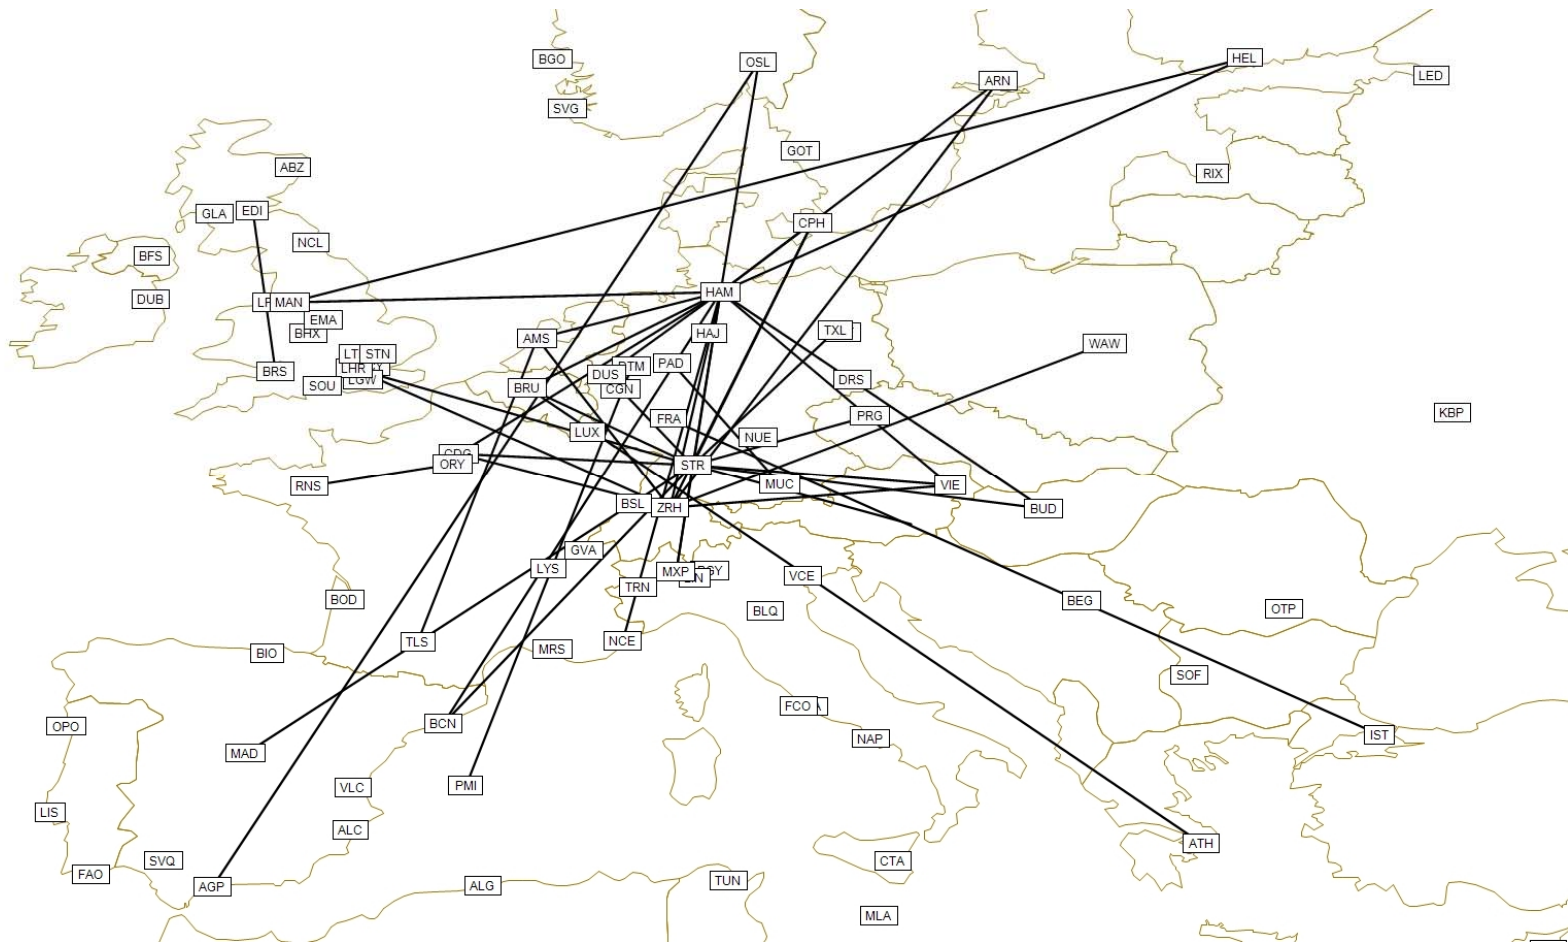 BGO
OSL
HEL
LED
ARN
SVG
GOT
ABZ
RIX
GLA
EDI
CPH
NCL
BFS
DUB
HAM
MAN
EMA
BHX
HAJ
TXL
AMS
WAW
STN
LHR
LGW
BRS
SOU
DUS
DTM
PAD
CGN
DRS
BRU
FRA
PRG
KBP
LUX
NUE
CDG
ORY
STR
RNS
MUC
VIE
BSL
ZRH
BUD
GVA
LYS
MXP
TRN
VCE
BOD
BEG
OTP
BLQ
TLS
NCE
MRS
BIO
SOF
FCO
BCN
OPO
NAP
IST
MAD
VLC
PMI
LIS
ALC
ATH
SVQ
CTA
FAO
AGP
ALG
TUN
MLA